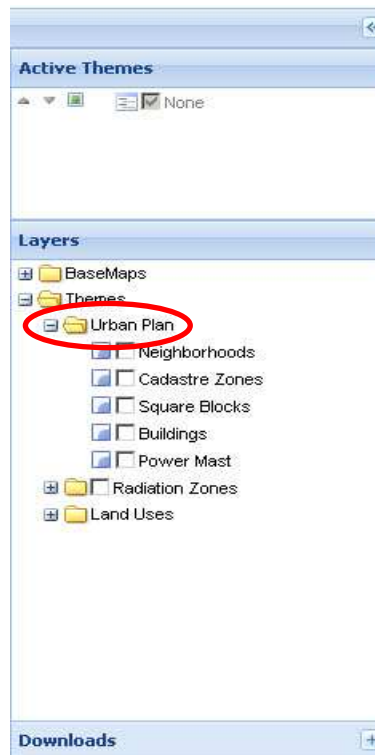 Active Themes
None
Layers
BaseMaps
Themes
Urban Plan
Neighborhoods
Cadastre Zones
Square Blocks
Buildings
Power Mast
Radiation Zones
Land Uses
Downloads